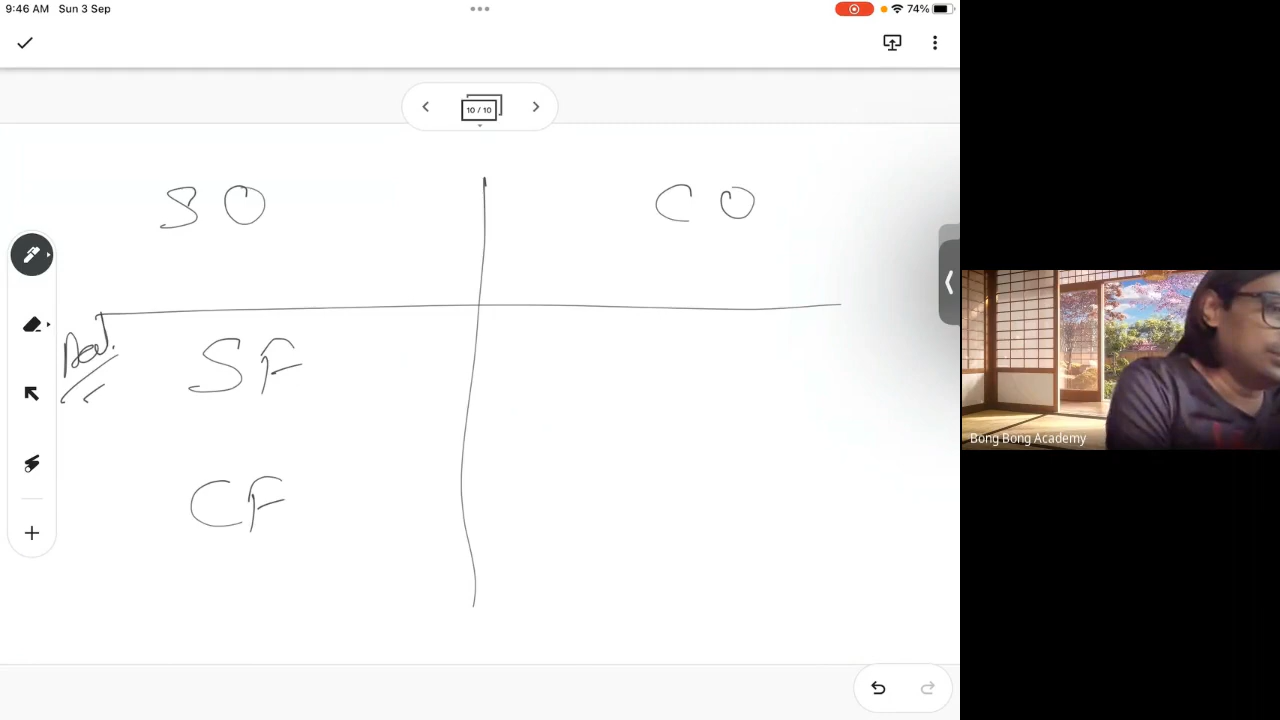 9:46 AM Sun 3 Sep
74%
10 / 10
S O
C O
S F
C F
Bong Bong Academy